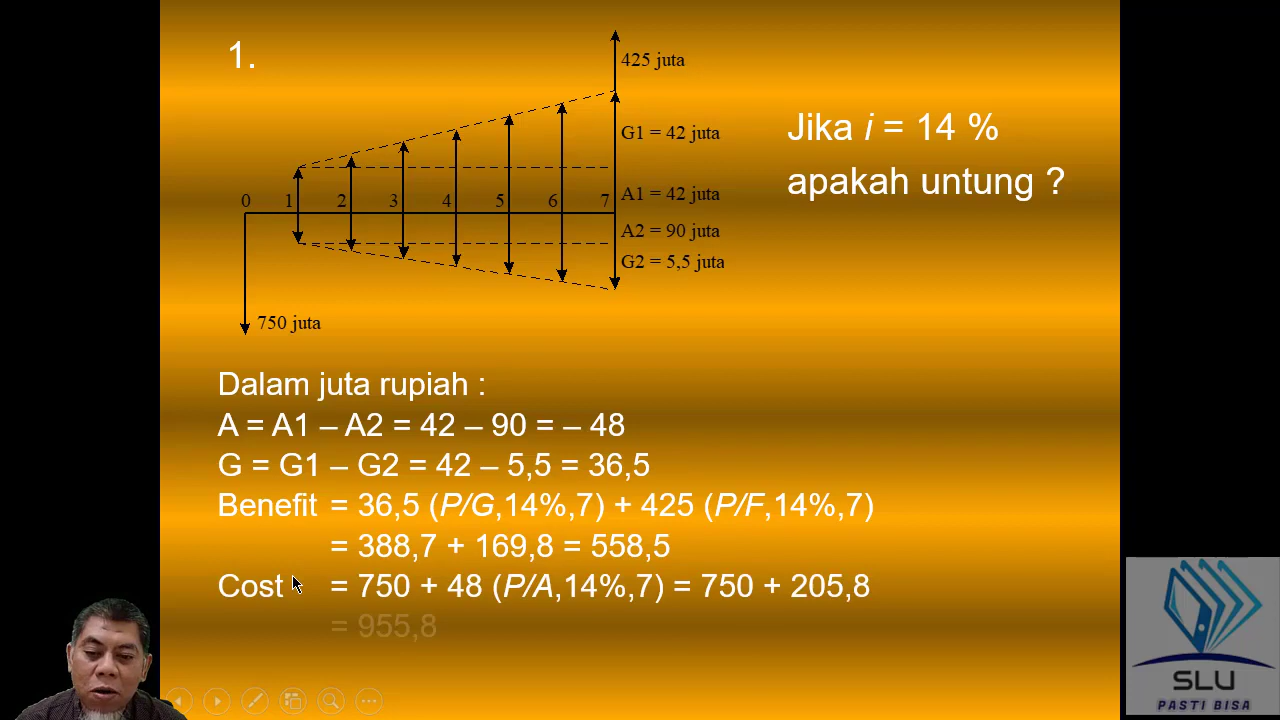 1.
425 juta
G1 = 42 juta
Jika i = 14 %
apakah untung ?
0 1 2 3 4 5 6 7
A1 = 42 juta
A2 = 90 juta
G2 = 5,5 juta
750 juta
Dalam juta rupiah :
A = A1 – A2 = 42 – 90 = – 48
G = G1 – G2 = 42 – 5,5 = 36,5
Benefit = 36,5 (P/G,14%,7) + 425 (P/F,14%,7)
= 388,7 + 169,8 = 558,5
Cost = 750 + 48 (P/A,14%,7) = 750 + 205,8
= 955,8
SLU
PASTI BISA